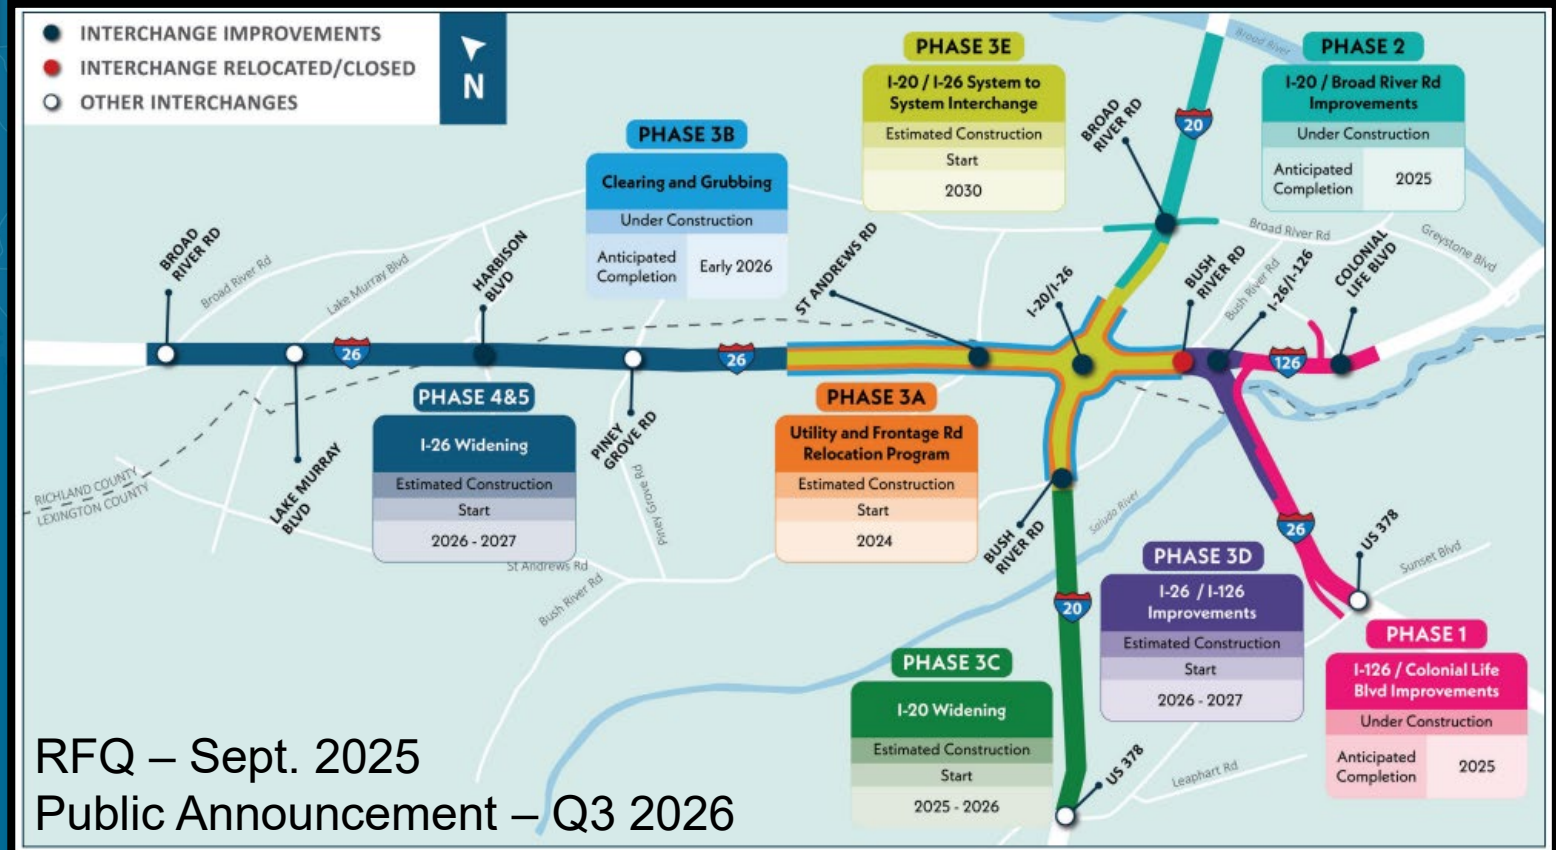 INTERCHANGE IMPROVEMENTS
INTERCHANGE RELOCATED/CLOSED
OTHER INTERCHANGES
N
PHASE 3B
Clearing and Grubbing
Under Construction
Anticipated
Completion
Early 2026
PHASE 3E
I-20 / I-26 System to
System Interchange
Estimated Construction
Start
2030
PHASE 2
I-20 / Broad River Rd
Improvements
Under Construction
Anticipated
Completion
2025
Broad River
20
BROAD
RIVER RD
BROAD
RIVER RD
Broad River Rd
Lake Murray Blvd
HARBISON
BLVD
ST ANDREWS RD
I-20/I-26
BUSH
RIVER RD
Bush River Rd
I-26/I-126
COLONIAL
LIFE BLVD
Broad River Rd
Greystone Blvd
26
26
126
PHASE 4&5
I-26 Widening
Estimated Construction
Start
2026 - 2027
PINEY
GROVE RD
Piney Grove Rd
PHASE 3A
Utility and Frontage Rd
Relocation Program
Estimated Construction
Start
2024
RICHLAND COUNTY
LEXINGTON COUNTY
LAKE MURRAY
BLVD
St Andrews Rd
Bush River Rd
BUSH
RIVER RD
Saluda River
26
US 378
Sunset Blvd
20
PHASE 3D
I-26 / I-126
Improvements
Estimated Construction
Start
2026 - 2027
PHASE 1
I-126 / Colonial Life
Blvd Improvements
Under Construction
Anticipated
Completion
2025
PHASE 3C
I-20 Widening
Estimated Construction
Start
2025 - 2026
US 378
Leaphart Rd
RFQ – Sept. 2025
Public Announcement – Q3 2026